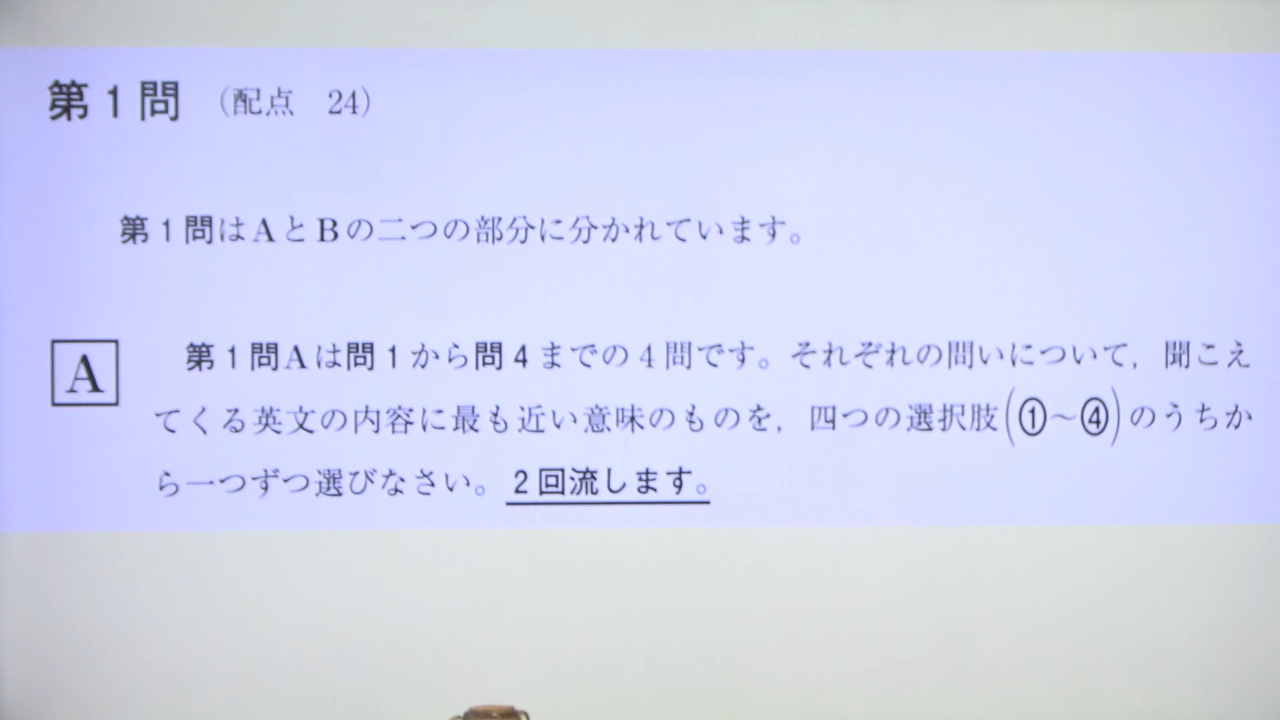 第1問 (配点 24)
第1問はAとBの二つの部分に分かれています。
A 第1問Aは問1から問4までの4問です。それぞれの問いについて,聞こえ
てくる英文の内容に最も近い意味のものを,四つの選択肢(①~④)のうちか
ら一つずつ選びなさい。2回流します。